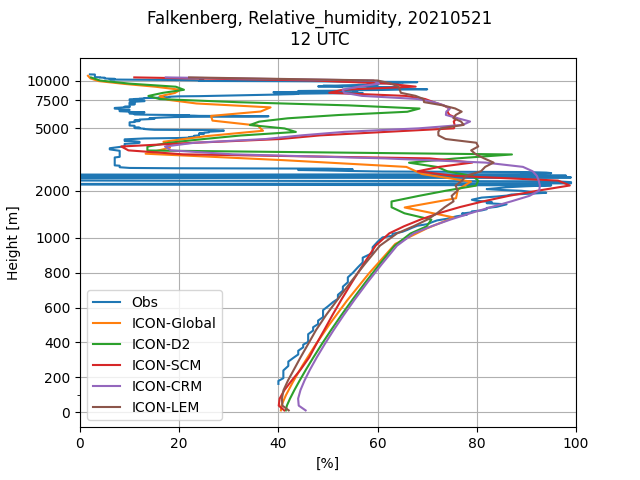 Falkenberg, Relative_humidity, 20210521
12 UTC
10000
7500
5000
2000
1000
800
600
400
200
0
Height [m]
Obs
ICON-Global
ICON-D2
ICON-SCM
ICON-CRM
ICON-LEM
0 20 40 60 80 100
[%]